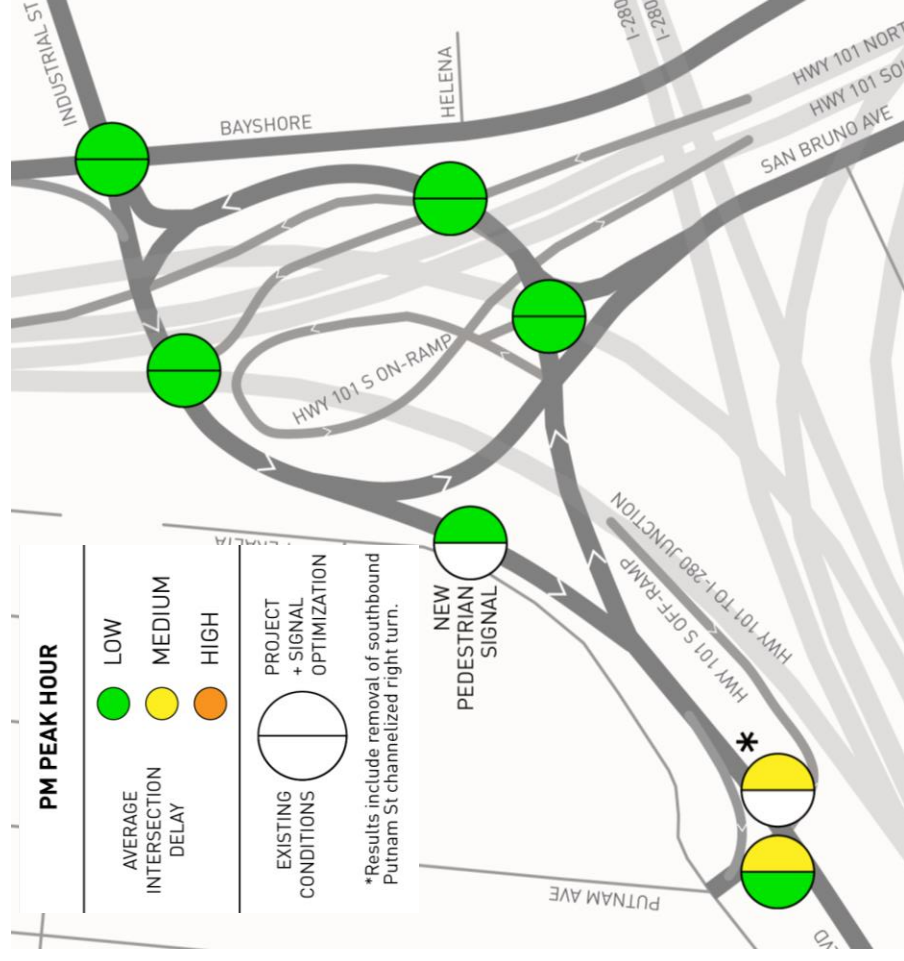 INDUSTRIAL ST
BAYSHORE
HELENA
I-280
I-280
HWY 101 NORT
HWY 101 SOU
SAN BRUNO AVE
HWY 101 S ON-RAMP
NEW
PEDESTRIAN
SIGNAL
HWY 101 TO I-280 JUNCTION
HWY 101 S OFF-RAMP
*
PUTNAM AVE
LVD
PM PEAK HOUR
AVERAGE
INTERSECTION
DELAY
LOW
MEDIUM
HIGH
EXISTING
CONDITIONS
PROJECT
+ SIGNAL
OPTIMIZATION
*Results include removal of southbound
Putnam St channelized right turn.